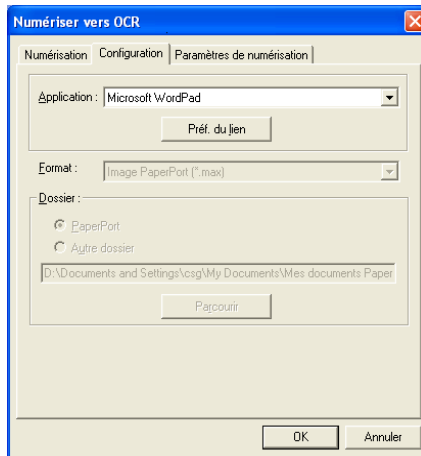 Numériser vers OCR
Numérisation Configuration Paramètres de numérisation
Application : Microsoft WordPad
Préf. du lien
Format : Image PaperPort (*.max)
Dossier :
PaperPort
Autre dossier
D:\Documents and Settings\csg\My Documents\Mes documents Paper
Parcourir
OK Annuler